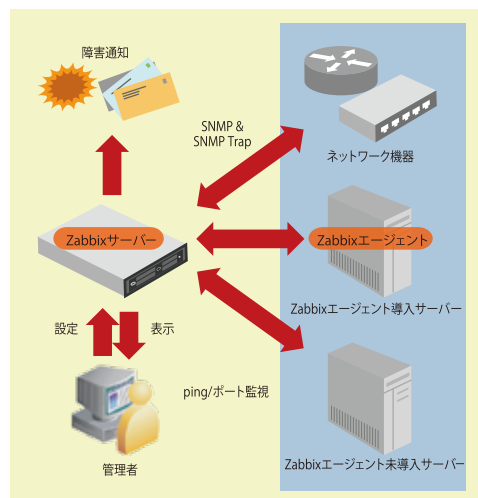 障害通知
SNMP &
SNMP Trap
ネットワーク機器
Zabbixサーバー
Zabbixエージェント
Zabbixエージェント導入サーバー
設定
表示
ping/ポート監視
管理者
Zabbixエージェント未導入サーバー